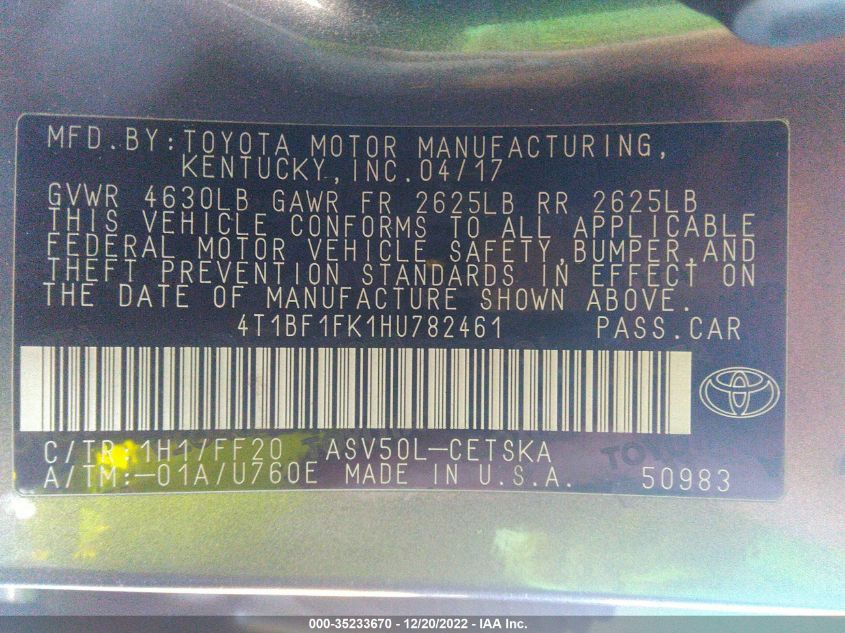 MFD.BY:TOYOTA MOTOR MANUFACTURING,
KENTUCKY,INC.04/17
GVWR 4630LB GAWR FR 2625LB RR 2625LB
THIS VEHICLE CONFORMS TO ALL APPLICABLE
FEDERAL MOTOR VEHICLE SAFETY,BUMPER,AND
THEFT PREVENTION STANDARDS IN EFFECT ON
THE DATE OF MANUFACTURE SHOWN ABOVE.
4T1BF1FK1HU782461 PASS.CAR
C/TR:1H1/FF20 ASV50L-CETSKA
A/TM:-01A/U760E MADE IN U.S.A. 50983
000-35233670 - 12/20/2022 - IAA Inc.